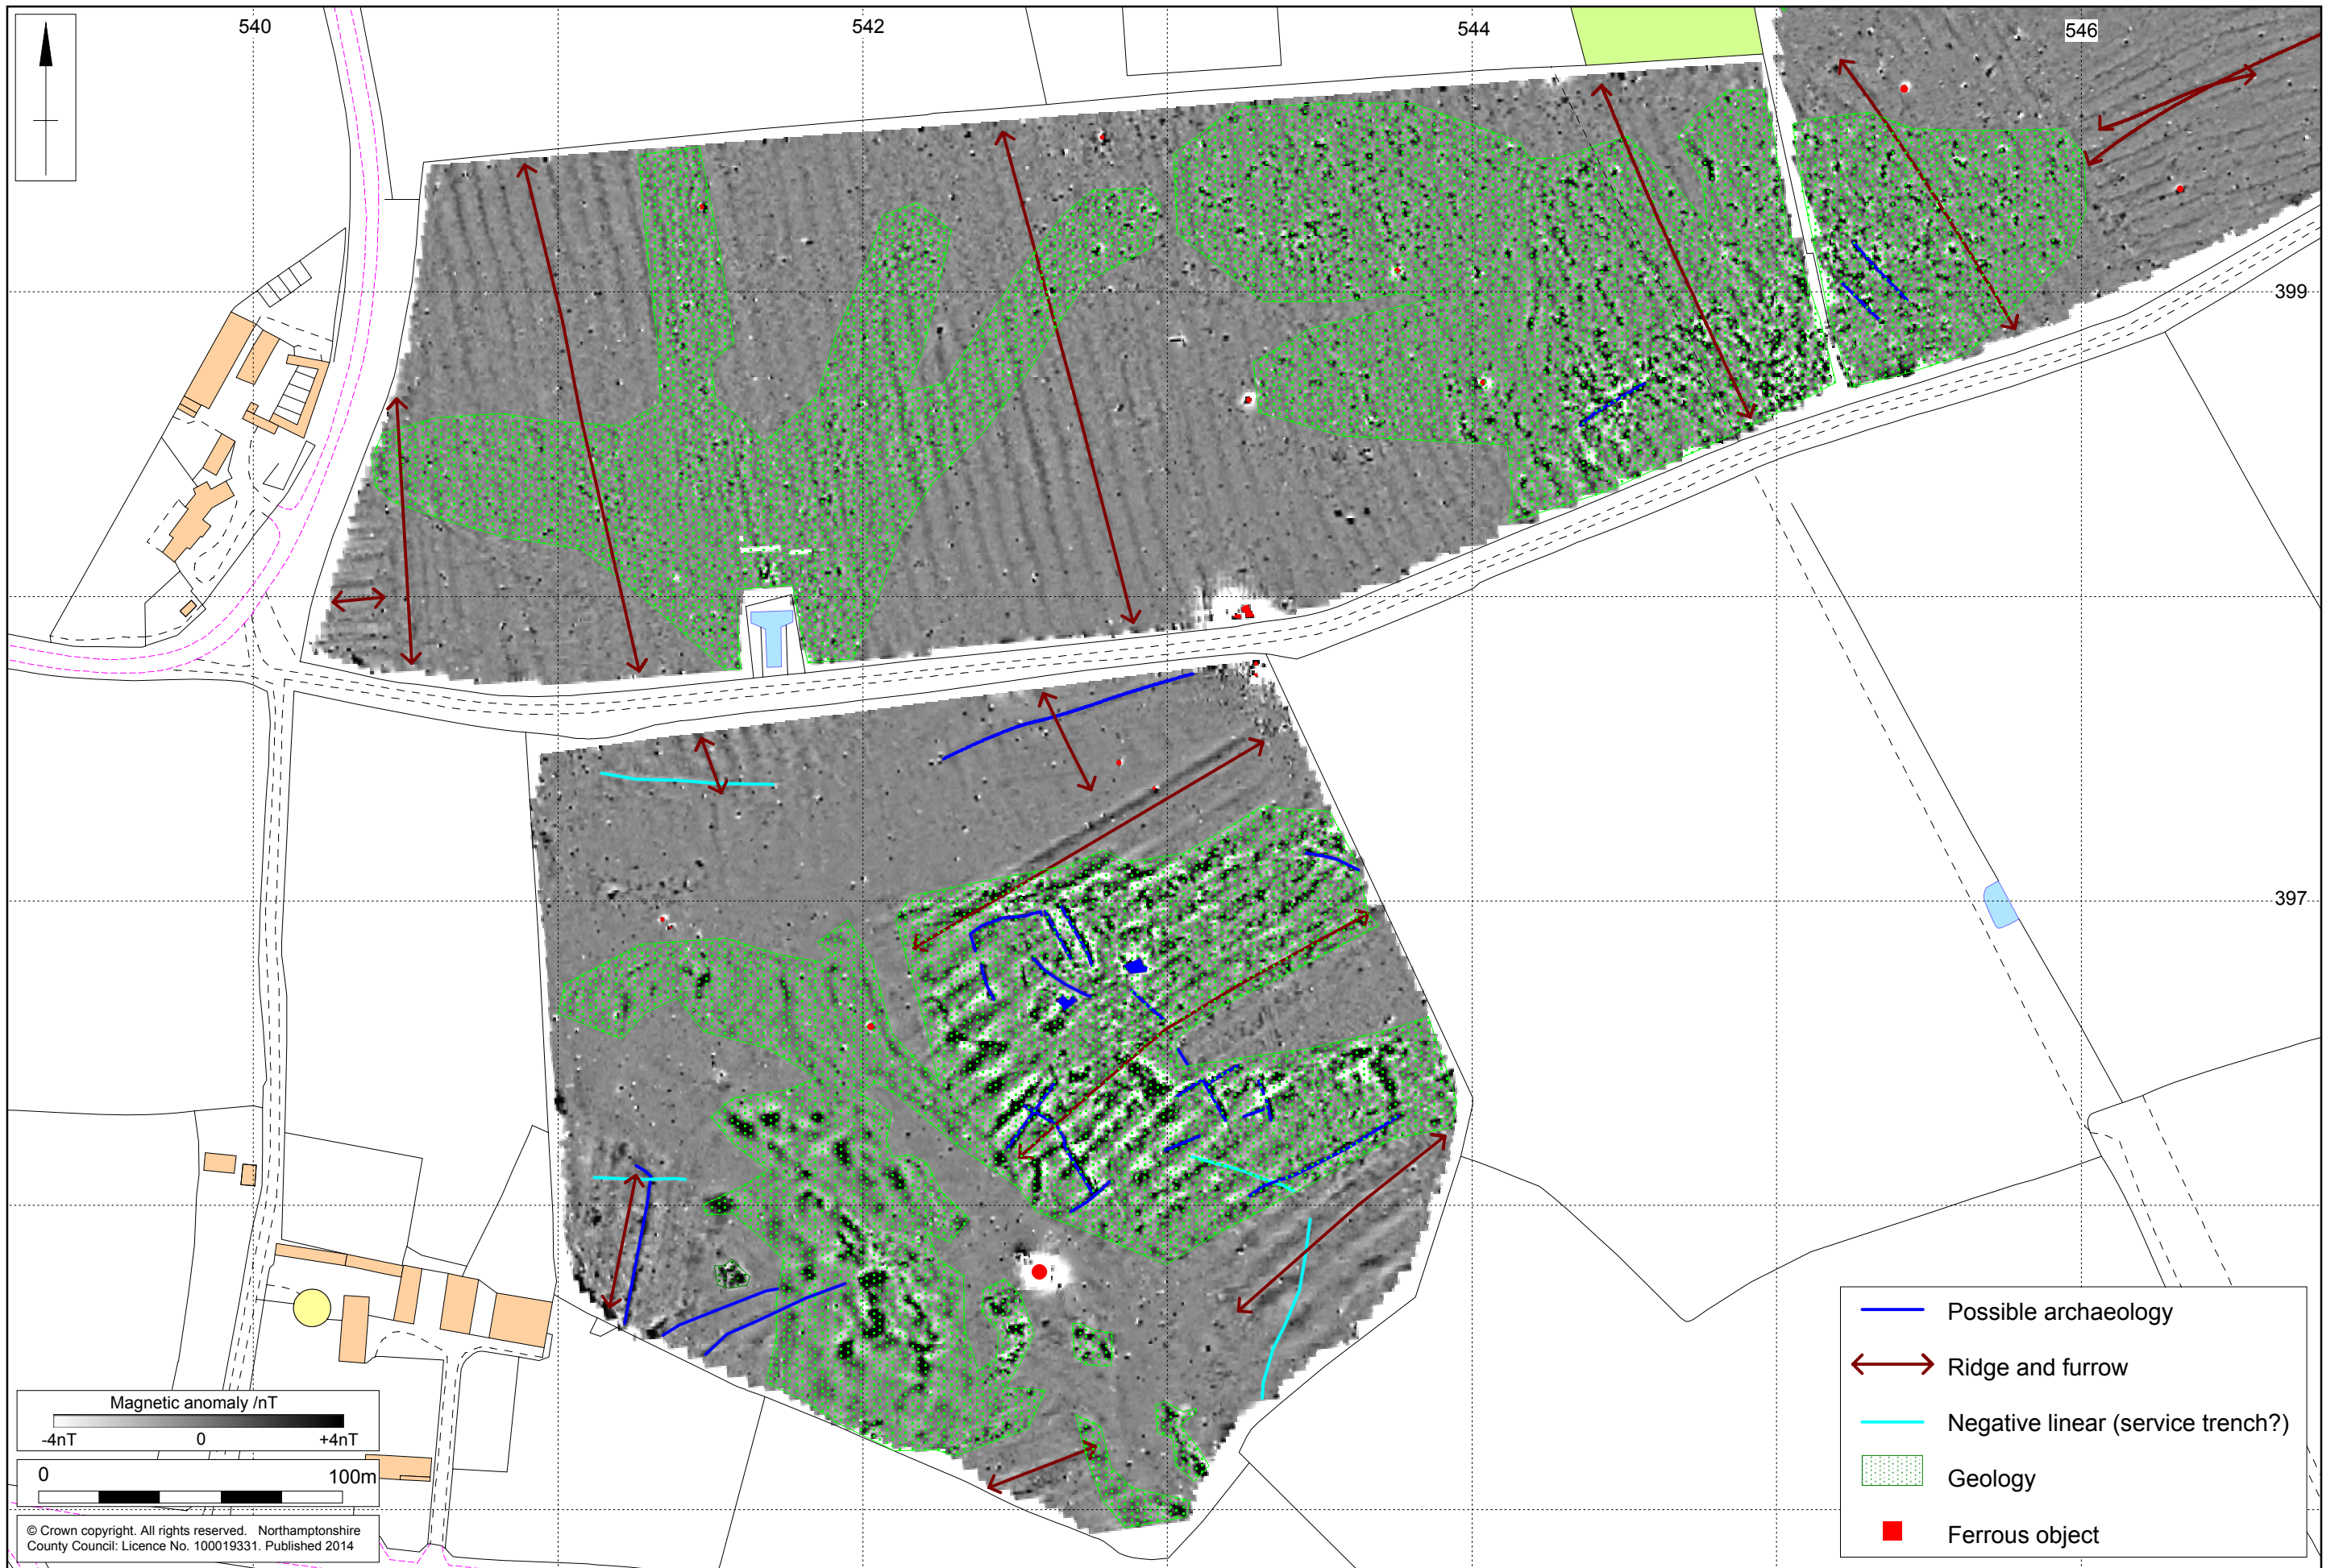 540
542
544
546
399
397
Possible archaeology
Ridge and furrow
Negative linear (service trench?)
Geology
Ferrous object
Magnetic anomaly /nT
-4nT 0 +4nT
0 100m
© Crown copyright. All rights reserved. Northamptonshire
County Council: Licence No. 100019331. Published 2014